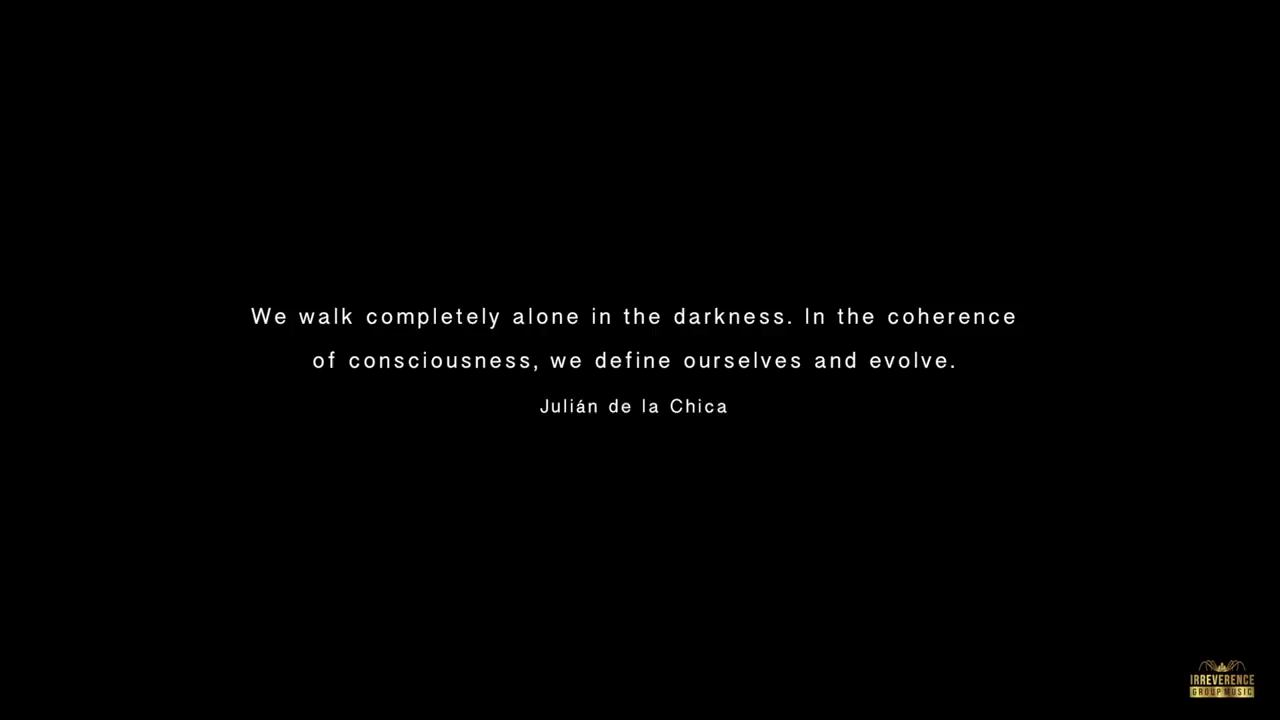 We walk completely alone in the darkness. In the coherence
of consciousness, we define ourselves and evolve.
Julián de la Chica
IRREVERENCE
GROUP MUSIC